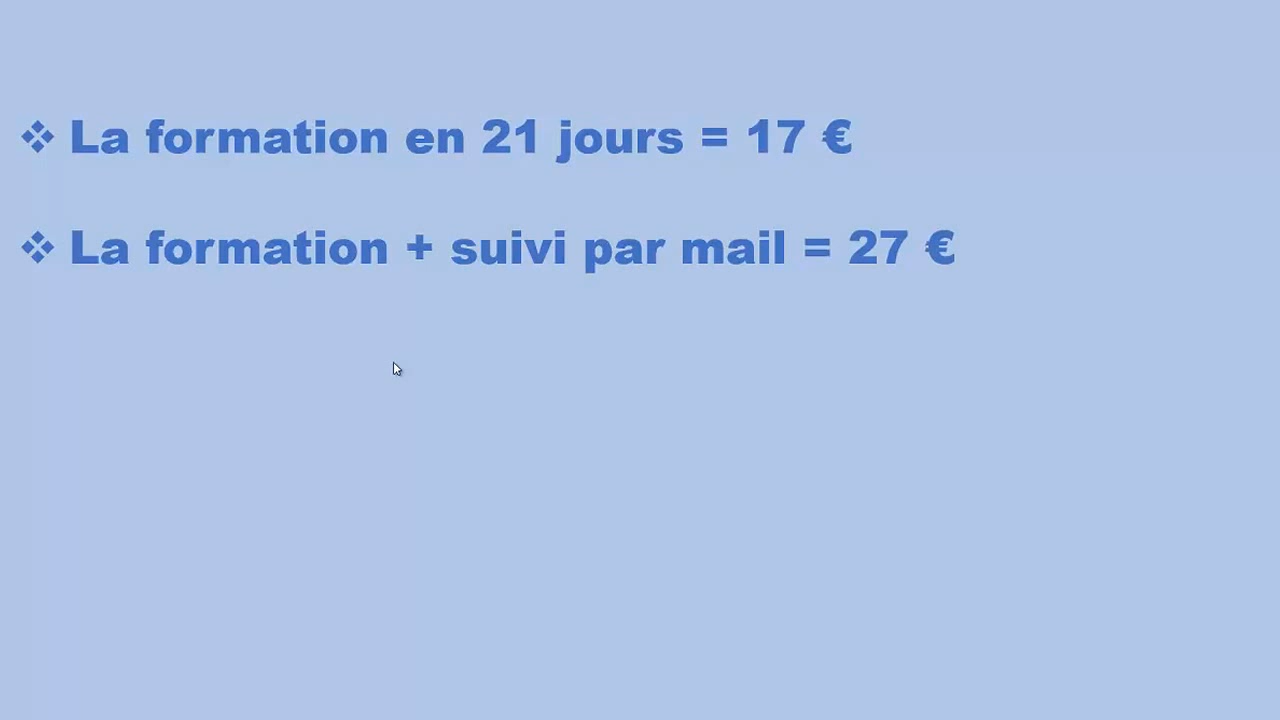 ❖ La formation en 21 jours = 17 €
❖ La formation + suivi par mail = 27 €